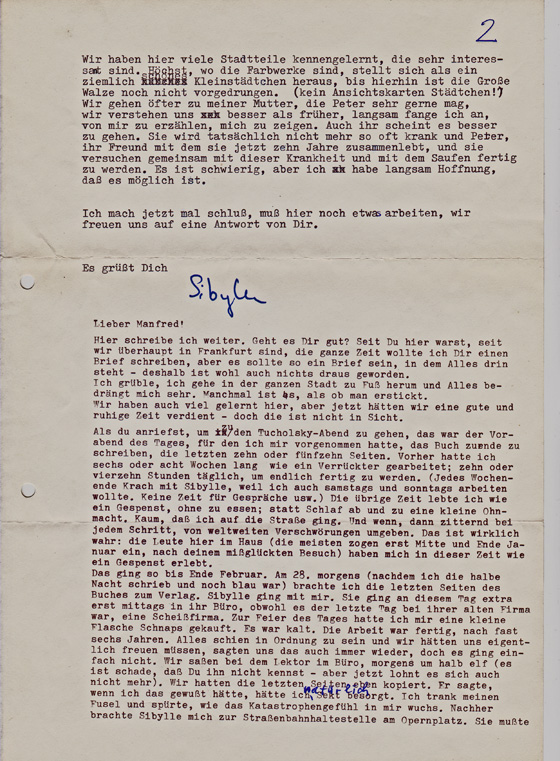 2
Wir haben hier viele Stadtteile kennengelernt, die sehr interes-
sant sind. Höchst, wo die Farbwerke sind, stellt sich als ein
ziemlich Kleinstädtchen heraus, bis hierhin ist die Große
Walze noch nicht vorgedrungen. (kein Ansichtskarten Städtchen!)
Wir gehen öfter zu meiner Mutter, die Peter sehr gerne mag,
wir verstehen uns xxx besser als früher, langsam fange ich an,
von mir zu erzählen, mich zu zeigen. Auch ihr scheint es besser
zu gehen. Sie wird tatsächlich nicht mehr so oft krank und Peter,
ihr Freund mit dem sie jetzt zehn Jahre zusammenlebt, und sie
versuchen gemeinsam mit dieser Krankheit und mit dem Saufen fertig
zu werden. Es ist schwierig, aber ich xx habe langsam Hoffnung,
daß es möglich ist.
Ich mach jetzt mal schluß, muß hier noch etwas arbeiten, wir
freuen uns auf eine Antwort von Dir.
Es grüßt Dich
Sibylle
Lieber Manfred!
Hier schreibe ich weiter. Geht es Dir gut? Seit Du hier warst, seit
wir überhaupt in Frankfurt sind, die ganze Zeit wollte ich Dir einen
Brief schreiben, aber es sollte so ein Brief sein, in dem Alles drin
steht - deshalb ist wohl auch nichts draus geworden.
Ich grüble, ich gehe in der ganzen Stadt zu Fuß herum und Alles be-
drängt mich sehr. Manchmal ist es, als ob man erstickt.
Wir haben auch viel gelernt hier, aber jetzt hätten wir eine gute und
ruhige Zeit verdient - doch die ist nicht in Sicht.
Als du anriefst, um zu/den Tucholsky-Abend zu gehen, das war der Vor-
abend des Tages, für den ich mir vorgenommen hatte, das Buch zuende zu
schreiben, die letzten zehn oder fünfzehn Seiten. Vorher hatte ich
sechs oder acht Wochen lang wie ein Verrückter gearbeitet; zehn oder
vierzehn Stunden täglich, um endlich fertig zu werden. (Jedes Wochen-
ende Krach mit Sibylle, weil ich auch samstags und sonntags arbeiten
wollte. Keine Zeit für Gespräche usw.) Die übrige Zeit lebte ich wie
ein Gespenst, ohne zu essen; statt Schlaf ab und zu eine kleine Ohn-
macht. Kaum, daß ich auf die Straße ging. Und wenn, dann zitternd bei
jedem Schritt, von weltweiten Verschwörungen umgeben. Das ist wirklich
wahr: die Leute hier im Haus (die meisten zogen erst Mitte und Ende Ja-
nuar ein, nach deinem mißglückten Besuch) haben mich in dieser Zeit wie
ein Gespenst erlebt.
Das ging so bis Ende Februar. Am 28. morgens (nachdem ich die halbe
Nacht schrieb und noch blau war) brachte ich die letzten Seiten des
Buches zum Verlag. Sibylle ging mit mir. Sie ging an diesem Tag extra
erst mittags in ihr Büro, obwohl es der letzte Tag bei ihrer alten Firma
war, eine Scheißfirma. Zur Feier des Tages hatte ich mir eine kleine
Flasche Schnaps gekauft. Es war kalt. Die Arbeit war fertig, nach fast
sechs Jahren. Alles schien in Ordnung zu sein und wir hätten uns eigent-
lich freuen müssen, sagten uns das auch immer wieder, doch es ging ein-
fach nicht. Wir saßen bei dem Lektor im Büro, morgens um halb elf (es
ist schade, daß Du ihn nicht kennst - aber jetzt lohnt es sich auch
nicht mehr). Wir hatten die letzten Seiten eben kopiert. Er sagte,
wenn ich das gewußt hätte, hätte ich natürlich Sekt besorgt. Ich trank meinen
Fusel und spürte, wie das Katastrophengefühl in mir wuchs. Nachher
brachte Sibylle mich zur Straßenbahnhaltestelle am Opernplatz. Sie mußte